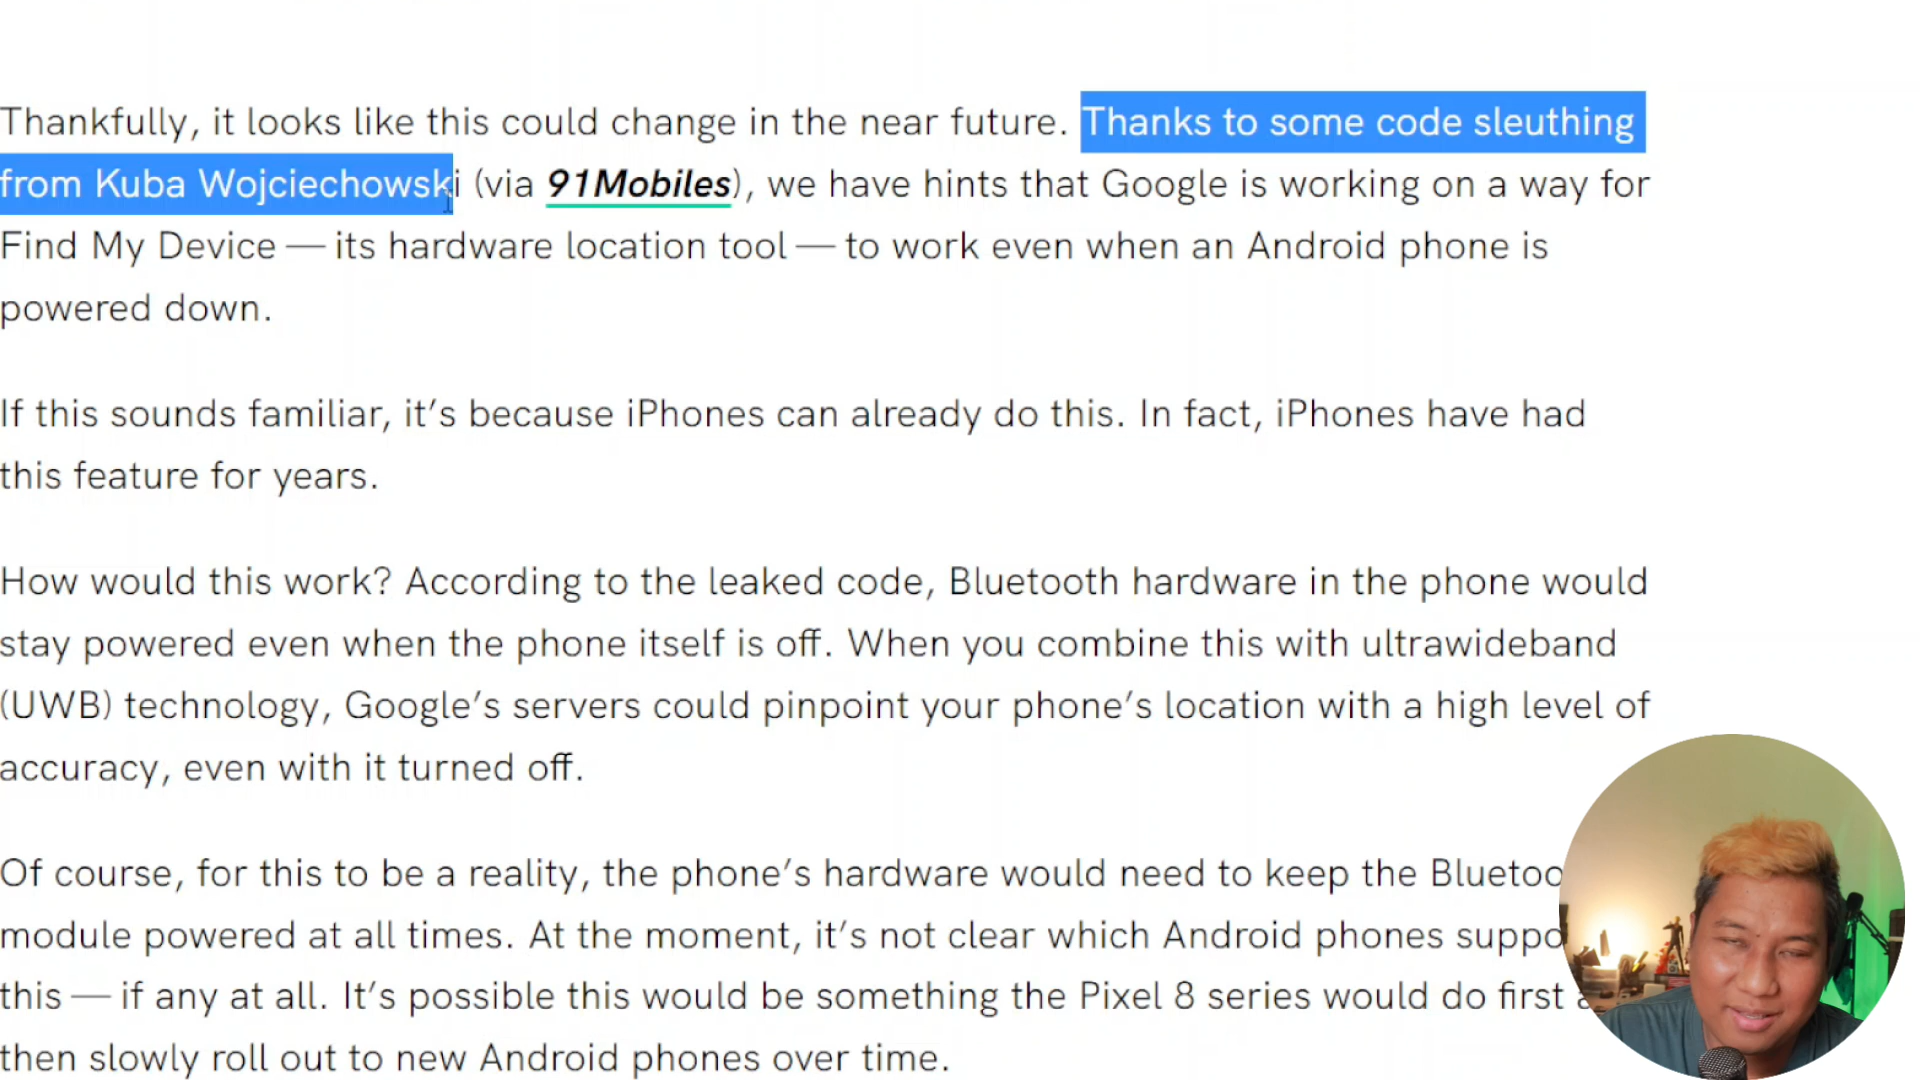 Thankfully, it looks like this could change in the near future. Thanks to some code sleuthing
from Kuba Wojciechowski (via 91Mobiles), we have hints that Google is working on a way for
Find My Device — its hardware location tool — to work even when an Android phone is
powered down.
If this sounds familiar, it’s because iPhones can already do this. In fact, iPhones have had
this feature for years.
How would this work? According to the leaked code, Bluetooth hardware in the phone would
stay powered even when the phone itself is off. When you combine this with ultrawideband
(UWB) technology, Google’s servers could pinpoint your phone’s location with a high level of
accuracy, even with it turned off.
Of course, for this to be a reality, the phone’s hardware would need to keep the
module powered at all times. At the moment, it’s not clear which Android phones
this — if any at all. It’s possible this would be something the Pixel 8 series would do first
then slowly roll out to new Android phones over time.